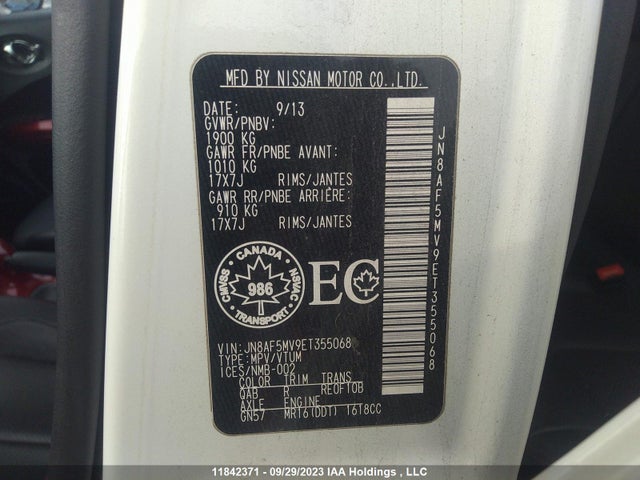 MFD BY NISSAN MOTOR CO.,LTD.
DATE: 9/13
GVWR/PNBV:
1900 KG
GAWR FR/PNBE AVANT:
1010 KG
17X7J RIMS/JANTES
GAWR RR/PNBE ARRIÈRE:
910 KG
17X7J RIMS/JANTES
CANADA
CMVSS 986 NSVAC
TRANSPORT
EC
VIN:JN8AF5MV9ET355068
TYPE:MPV/VTUM
ICES/NMB-002
COLOR TRIM TRANS
QAB R RE0F10B
AXLE ENGINE
GN57 MR16(DDT) 1618CC
JN8AF5MV9ET355068
11842371 - 09/29/2023 IAA Holdings , LLC